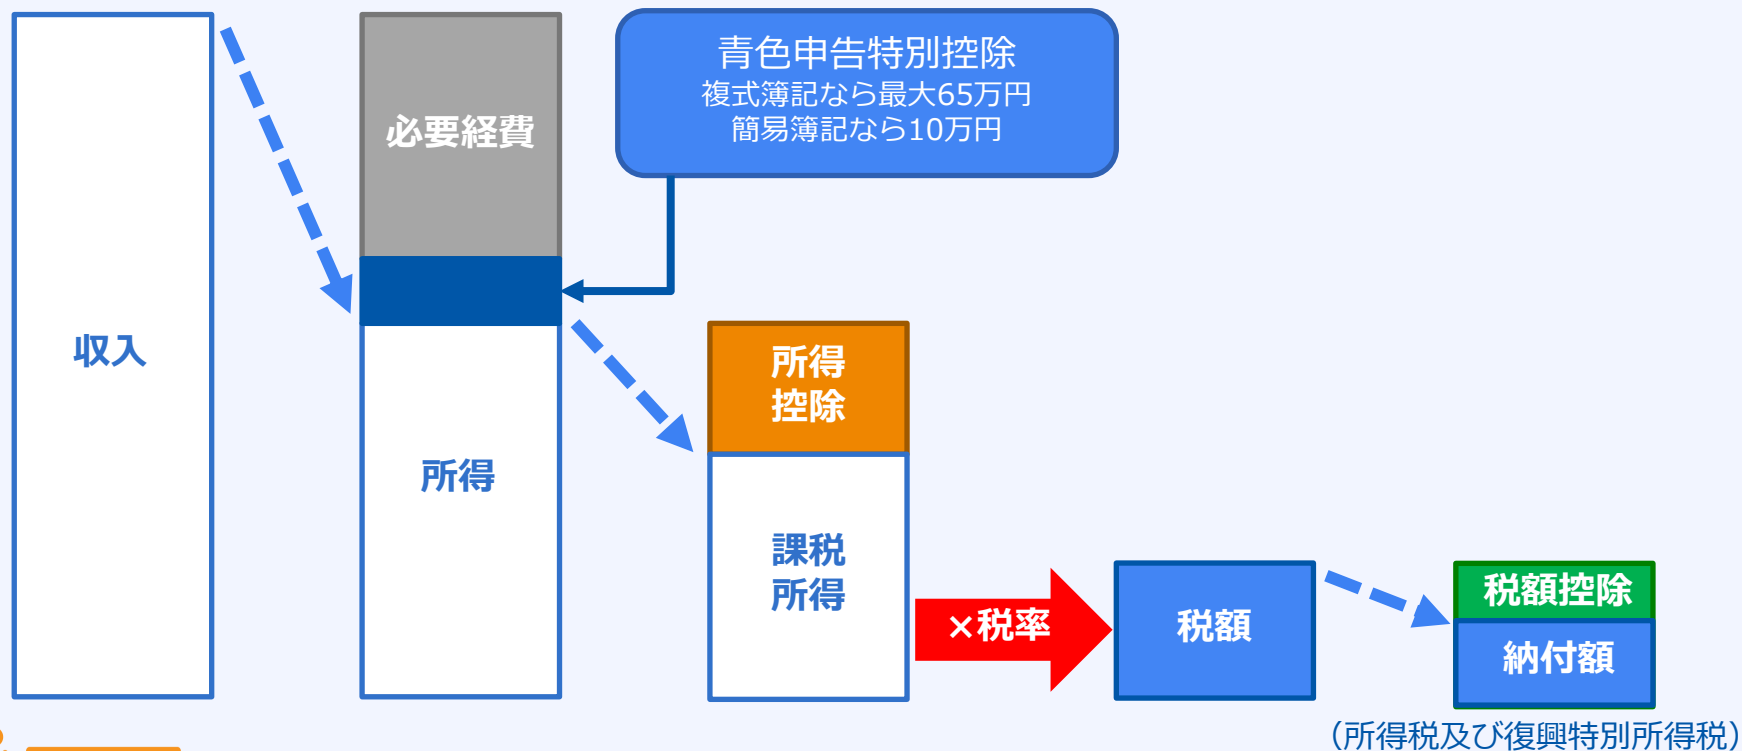 収入
必要経費
所得
青色申告特別控除
複式簿記なら最大65万円
簡易簿記なら10万円
所得
控除
課税
所得
×税率
税額
税額控除
納付額
（所得税及び復興特別所得税）